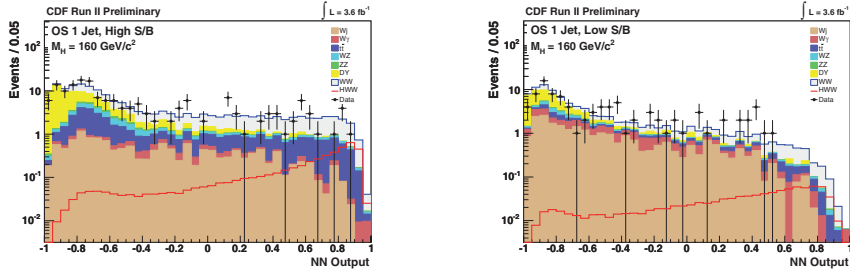 CDF Run II Preliminary
∫ L = 3.6 fb⁻¹
OS 1 Jet, High S/B
M_H = 160 GeV/c²
Wj
Wγ
tt̄
WZ
ZZ
DY
WW
HWW
Data
Events / 0.05
10
1
10⁻¹
10⁻²
-1 -0.8 -0.6 -0.4 -0.2 0 0.2 0.4 0.6 0.8 1
NN Output
CDF Run II Preliminary
∫ L = 3.6 fb⁻¹
OS 1 Jet, Low S/B
M_H = 160 GeV/c²
Wj
Wγ
tt̄
WZ
ZZ
DY
WW
HWW
Data
Events / 0.05
10
1
10⁻¹
10⁻²
-1 -0.8 -0.6 -0.4 -0.2 0 0.2 0.4 0.6 0.8 1
NN Output